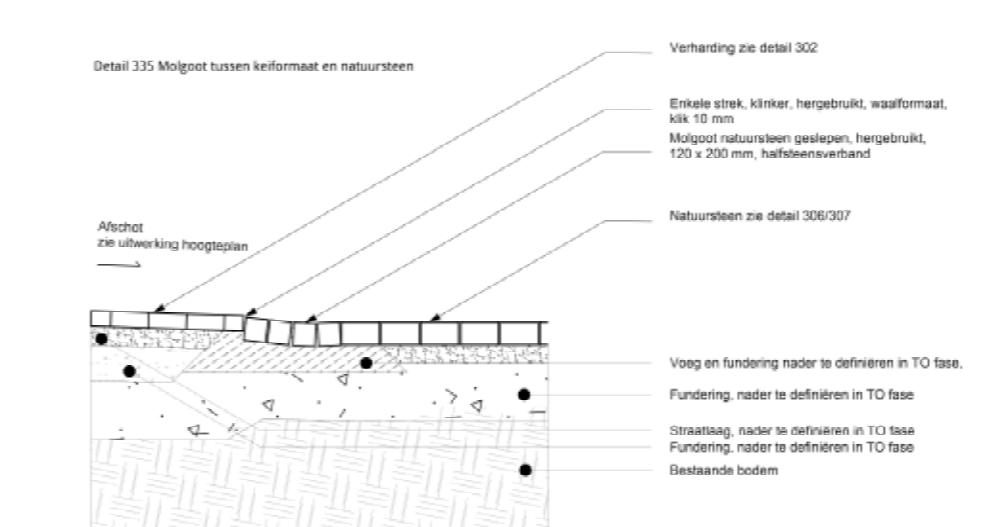 Verharding zie detail 302
Detail 335 Molgoot tussen keiformaat en natuursteen
Enkele strek, klinker, hergebruikt, waalformaat,
klik 10 mm
Molgoot natuursteen geslepen, hergebruikt,
120 x 200 mm, halfsteensverband
Natuursteen zie detail 306/307
Afschot
zie uitwerking hoogteplan
Voeg en fundering nader te definiëren in TO fase.
Fundering, nader te definiëren in TO fase
Straatlaag, nader te definiëren in TO fase
Fundering, nader te definiëren in TO fase
Bestaande bodem